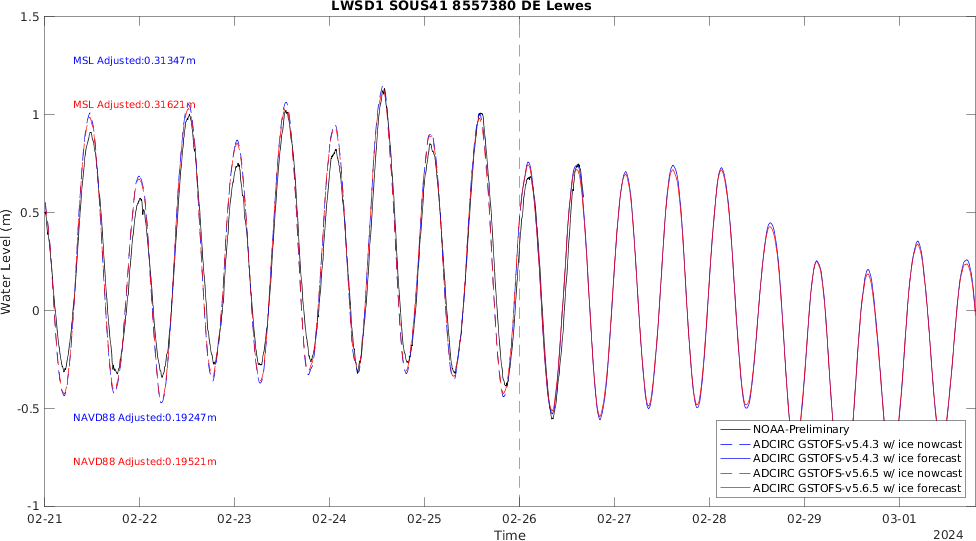 LWSD1 SOUS41 8557380 DE Lewes
1.5
1
0.5
0
-0.5
-1
Water Level (m)
MSL Adjusted:0.31347m
MSL Adjusted:0.31621m
NAVD88 Adjusted:0.19247m
NAVD88 Adjusted:0.19521m
NOAA-Preliminary
ADCIRC GSTOFS-v5.4.3 w/ ice nowcast
ADCIRC GSTOFS-v5.4.3 w/ ice forecast
ADCIRC GSTOFS-v5.6.5 w/ ice nowcast
ADCIRC GSTOFS-v5.6.5 w/ ice forecast
02-21 02-22 02-23 02-24 02-25 02-26 02-27 02-28 02-29 03-01
Time
2024